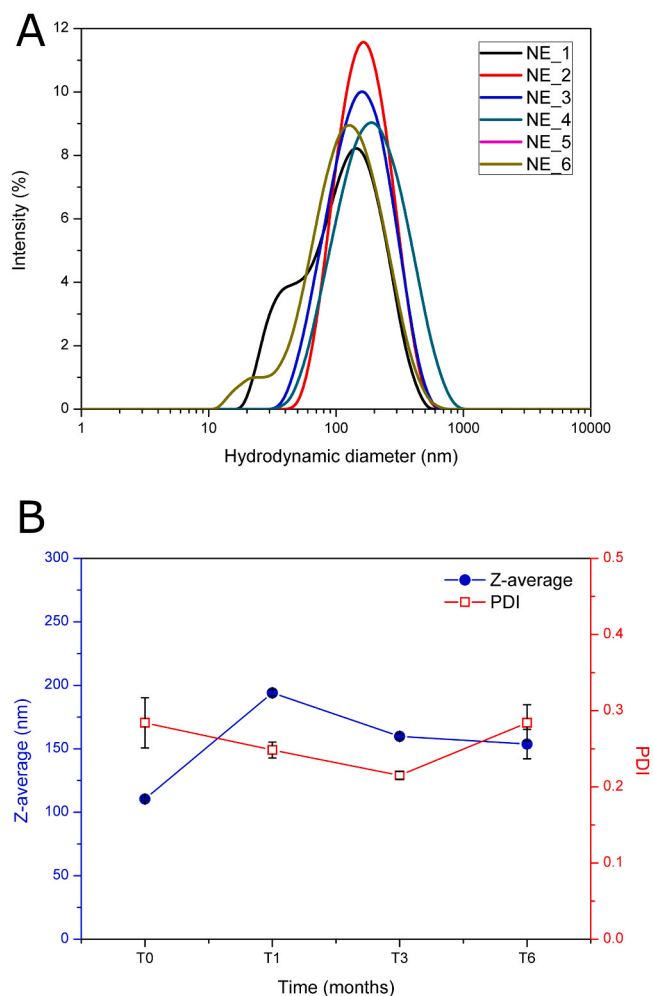 A
12
10
8
6
4
2
0
Intensity (%)
NE_1
NE_2
NE_3
NE_4
NE_5
NE_6
1 10 100 1000 10000
Hydrodynamic diameter (nm)
B
300
250
200
150
100
50
0
Z-average (nm)
Z-average
PDI
0.5
0.4
0.3
0.2
0.1
0.0
PDI
T0 T1 T3 T6
Time (months)